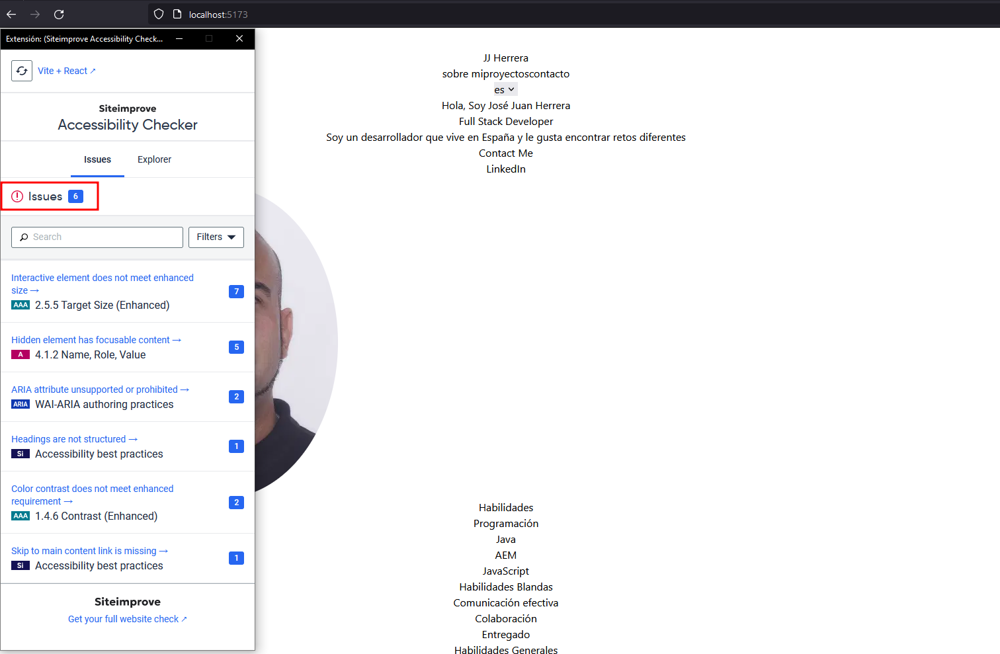 localhost:5173
Extensión: (Siteimprove Accessibility Check...
Vite + React ↗
Siteimprove
Accessibility Checker
Issues
Explorer
Issues 6
Search
Filters
Interactive element does not meet enhanced
size →
7
AAA 2.5.5 Target Size (Enhanced)
Hidden element has focusable content →
5
A 4.1.2 Name, Role, Value
ARIA attribute unsupported or prohibited →
2
ARIA WAI-ARIA authoring practices
Headings are not structured →
1
Si Accessibility best practices
Color contrast does not meet enhanced
requirement →
2
AAA 1.4.6 Contrast (Enhanced)
Skip to main content link is missing →
1
Si Accessibility best practices
Siteimprove
Get your full website check ↗
JJ Herrera
sobre miproyectoscontacto
es
Hola, Soy José Juan Herrera
Full Stack Developer
Soy un desarrollador que vive en España y le gusta encontrar retos diferentes
Contact Me
LinkedIn
Habilidades
Programación
Java
AEM
JavaScript
Habilidades Blandas
Comunicación efectiva
Colaboración
Entregado
Habilidades Generales